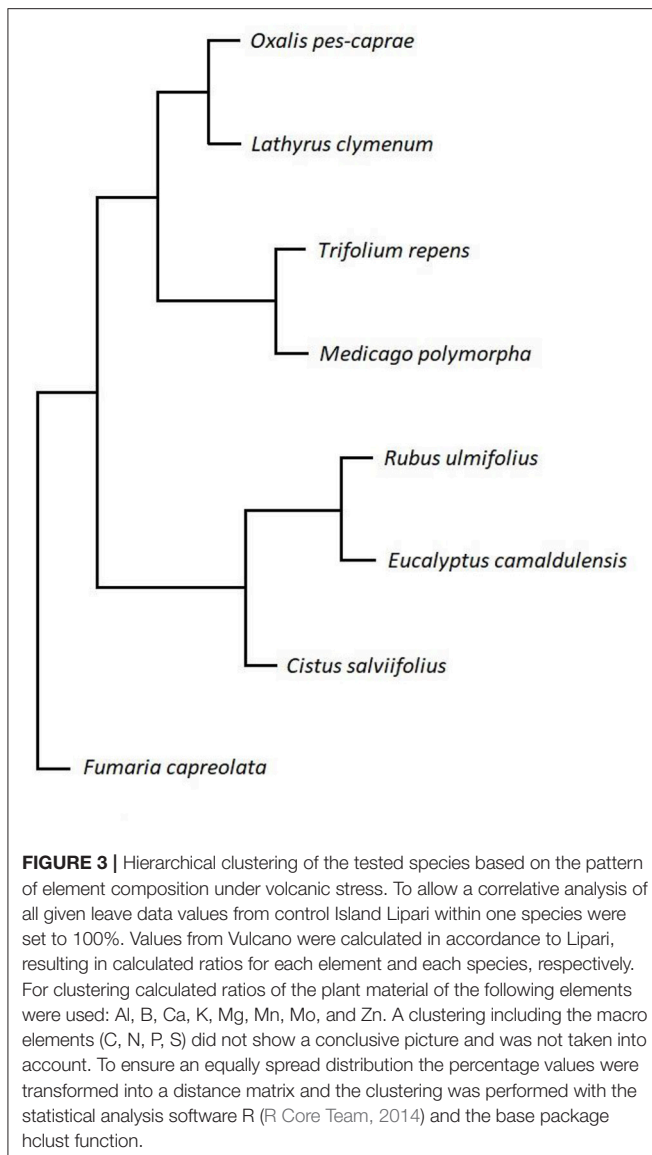 Oxalis pes-caprae
Lathyrus clymenum
Trifolium repens
Medicago polymorpha
Rubus ulmifolius
Eucalyptus camaldulensis
Cistus salviifolius
Fumaria capreolata
FIGURE 3 | Hierarchical clustering of the tested species based on the pattern
of element composition under volcanic stress. To allow a correlative analysis of
all given leave data values from control Island Lipari within one species were
set to 100%. Values from Vulcano were calculated in accordance to Lipari,
resulting in calculated ratios for each element and each species, respectively.
For clustering calculated ratios of the plant material of the following elements
were used: Al, B, Ca, K, Mg, Mn, Mo, and Zn. A clustering including the macro
elements (C, N, P, S) did not show a conclusive picture and was not taken into
account. To ensure an equally spread distribution the percentage values were
transformed into a distance matrix and the clustering was performed with the
statistical analysis software R (R Core Team, 2014) and the base package
hclust function.